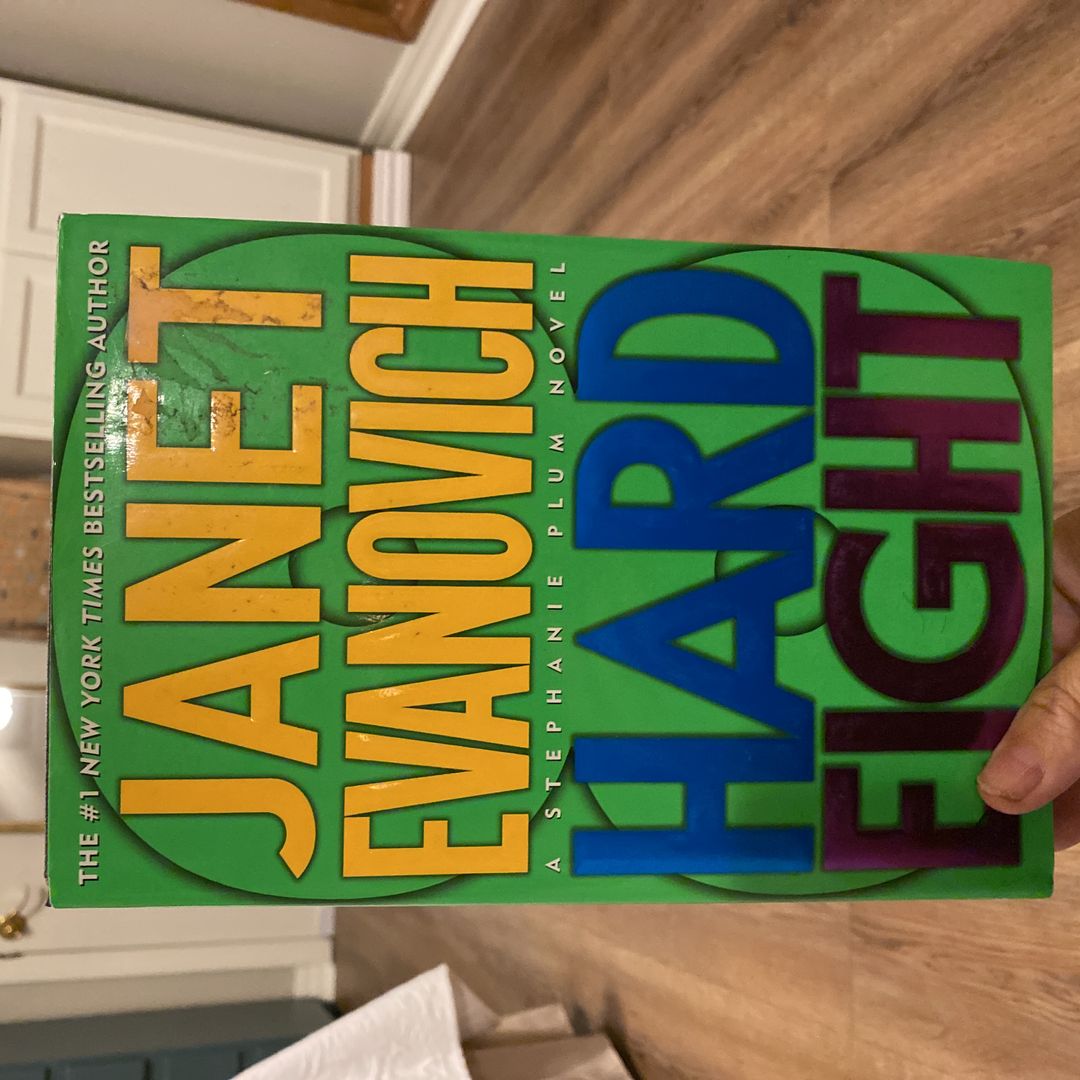 THE #1 NEW YORK TIMES BESTSELLING AUTHOR
JANET
EVANOVICH
A STEPHANIE PLUM NOVEL
HARD
EIGHT